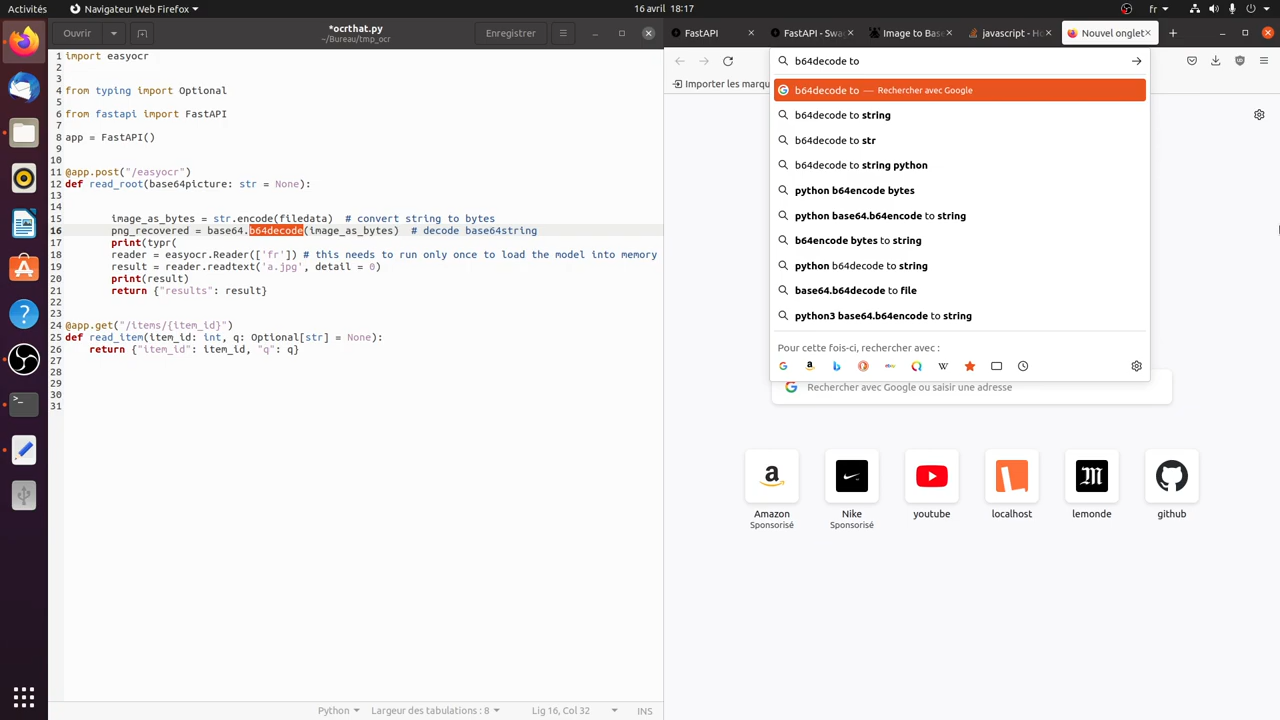 Activités
Navigateur Web Firefox
16 avril 18:17
fr
Ouvrir
*ocrthat.py
~/Bureau/tmp_ocr
Enregistrer
1 import easyocr
2
3
4 from typing import Optional
5
6 from fastapi import FastAPI
7
8 app = FastAPI()
9
10
11 @app.post("/easyocr")
12 def read_root(base64picture: str = None):
13
14
15 image_as_bytes = str.encode(filedata)  # convert string to bytes
16 png_recovered = base64.b64decode(image_as_bytes)  # decode base64string
17 print(typr(
18 reader = easyocr.Reader(['fr']) # this needs to run only once to load the model into memory
19 result = reader.readtext('a.jpg', detail = 0)
20 print(result)
21 return {"results": result}
22
23
24 @app.get("/items/{item_id}")
25 def read_item(item_id: int, q: Optional[str] = None):
26 return {"item_id": item_id, "q": q}
27
28
29
30
31
Python
Largeur des tabulations : 8
Lig 16, Col 32
INS
FastAPI
FastAPI - Swa
Image to Base
javascript - Ho
Nouvel onglet
b64decode to
Importer les marqu
b64decode to — Rechercher avec Google
b64decode to string
b64decode to str
b64decode to string python
python b64encode bytes
python base64.b64encode to string
b64encode bytes to string
python b64decode to string
base64.b64decode to file
python3 base64.b64encode to string
Pour cette fois-ci, rechercher avec :
Rechercher avec Google ou saisir une adresse
Amazon
Sponsorisé
Nike
Sponsorisé
youtube
localhost
lemonde
github